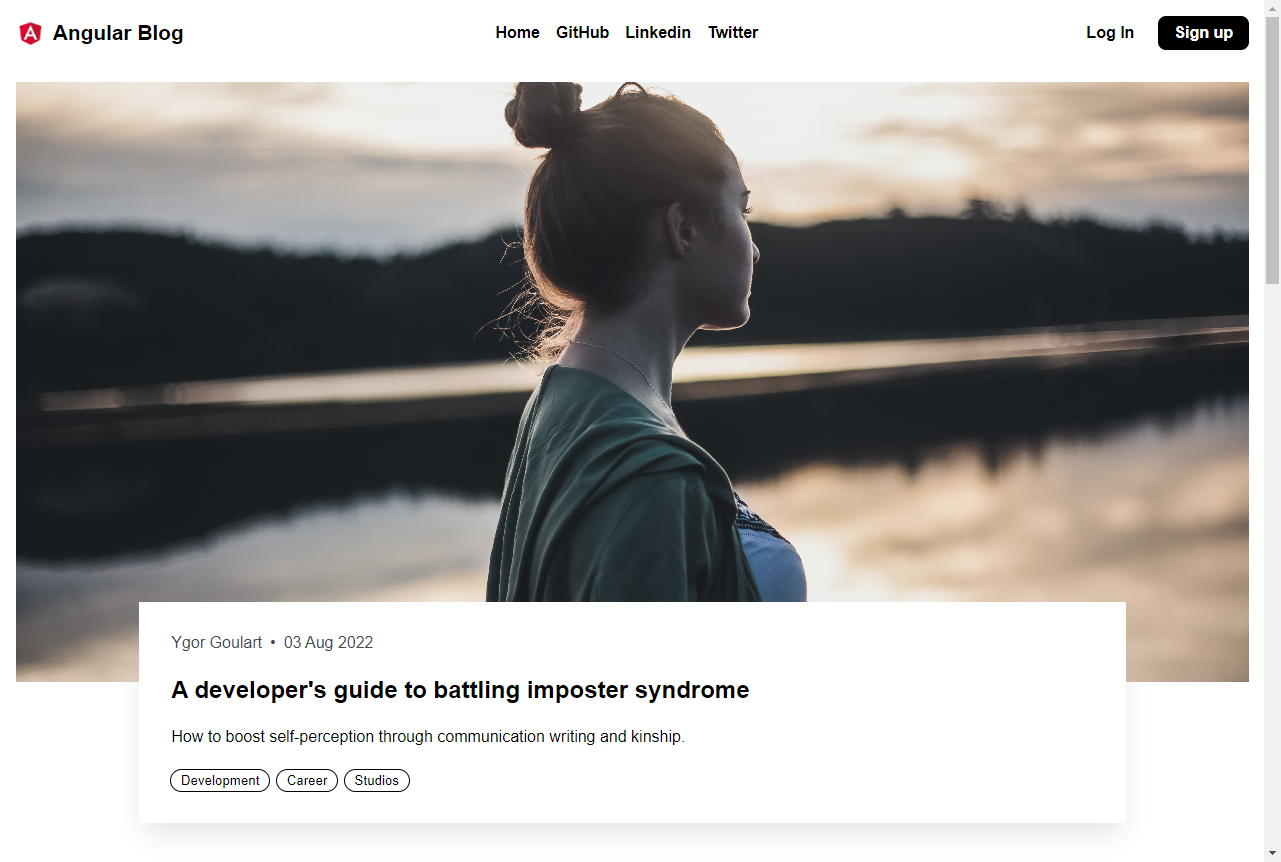 Angular Blog
Home GitHub Linkedin Twitter
Log In Sign up
Ygor Goulart • 03 Aug 2022
A developer's guide to battling imposter syndrome
How to boost self-perception through communication writing and kinship.
Development Career Studios